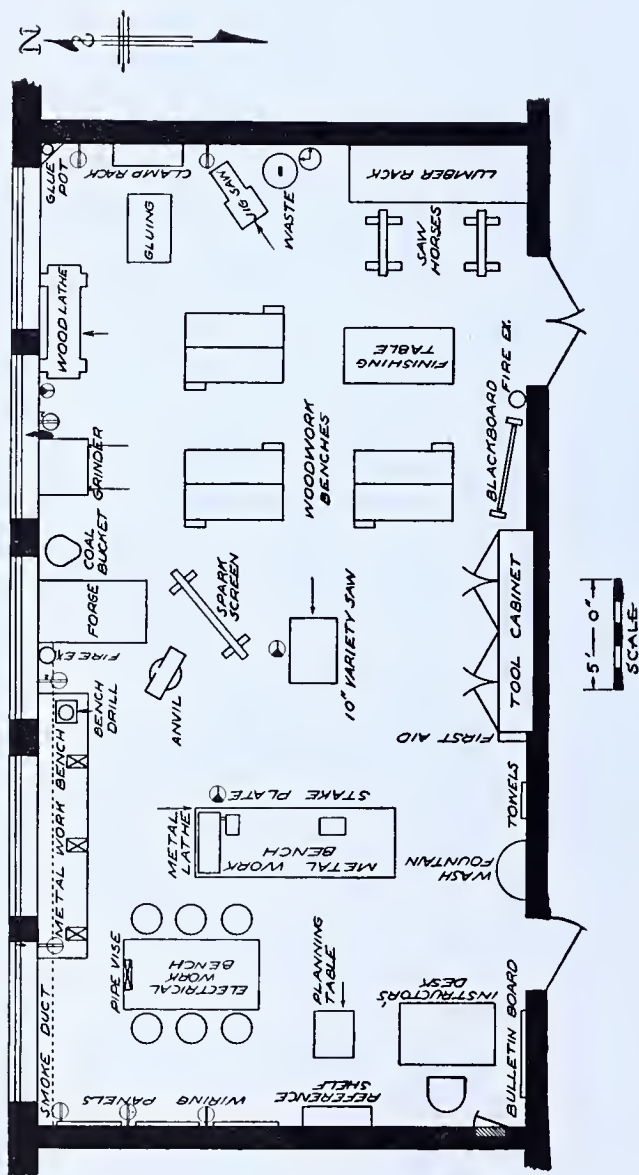 N
S
SMOKE DUCT
METAL WORK BENCH
BENCH
DRILL
FIRE EX.
FORGE
COAL
BUCKET
GRINDER
WOOD LATHE
GLUE
POT
WIRING PANELS
PIPE VISE
ELECTRICAL
WORK
BENCH
METAL
LATHE
METAL WORK
BENCH
STAKE PLATE
ANVIL
SPARK
SCREEN
10" VARIETY SAW
WOODWORK
BENCHES
GLUING
CLAMP RACK
JIG SAW
WASTE
REFERENCE
SHELF
PLANNING
TABLE
INSTRUCTORS'
DESK
BULLETIN BOARD
WASH
FOUNTAIN
TOWELS
FIRST AID
TOOL CABINET
BLACKBOARD
FIRE EX.
FINISHING
TABLE
SAW
HORSES
LUMBER RACK
5'—0"
SCALE